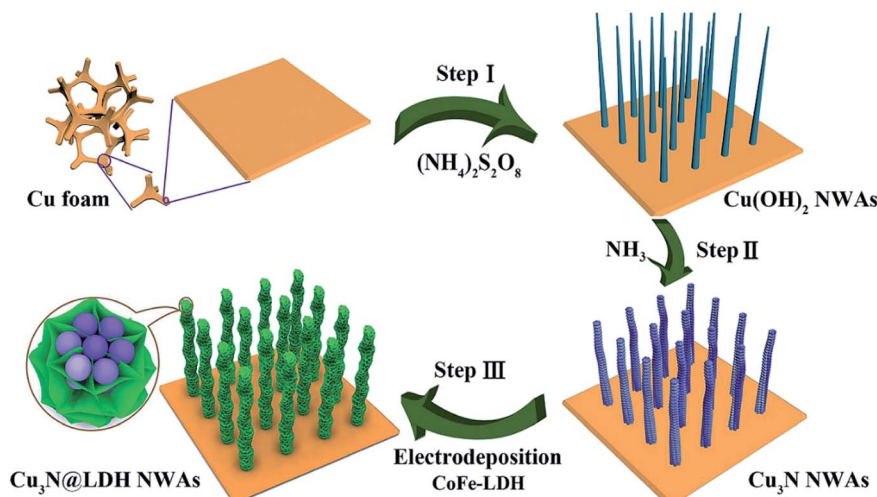 Cu foam
Step Ⅰ
(NH₄)₂S₂O₈
Cu(OH)₂ NWAs
NH₃
Step Ⅱ
Cu₃N NWAs
Step Ⅲ
Electrodeposition
CoFe-LDH
Cu₃N@LDH NWAs